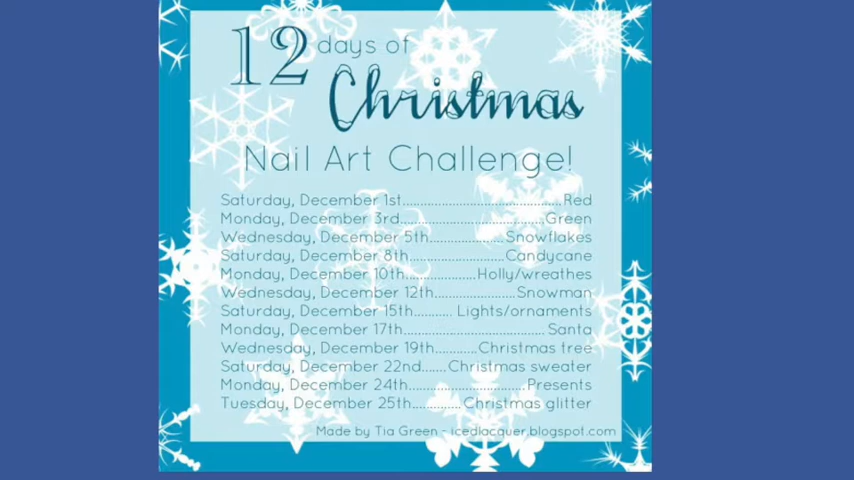 12 days of
Christmas
Nail Art Challenge!
Saturday, December 1st..........................................Red
Monday, December 3rd.....................................Green
Wednesday, December 5th...................Snowflakes
Saturday, December 8th.........................Candycane
Monday, December 10th..................Holly/wreathes
Wednesday, December 12th.....................Snowman
Saturday, December 15th........... Lights/ornaments
Monday, December 17th.................................... Santa
Wednesday, December 19th...........Christmas tree
Saturday, December 22nd......Christmas sweater
Monday, December 24th..............................Presents
Tuesday, December 25th.............Christmas glitter
Made by Tia Green - icedlacquer.blogspot.com